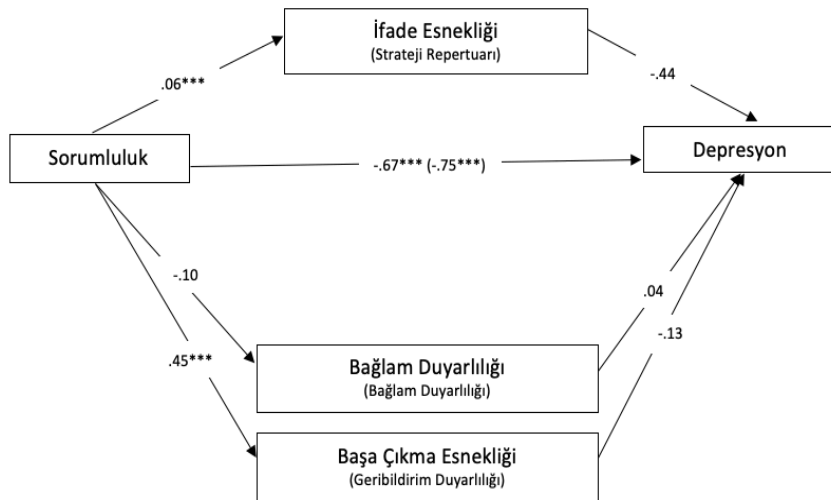 İfade Esnekliği
(Strateji Repertuarı)
.06***
-.44
Sorumluluk
-.67*** (-.75***)
Depresyon
-.10
.04
.45***
-.13
Bağlam Duyarlılığı
(Bağlam Duyarlılığı)
Başa Çıkma Esnekliği
(Geribildirim Duyarlılığı)